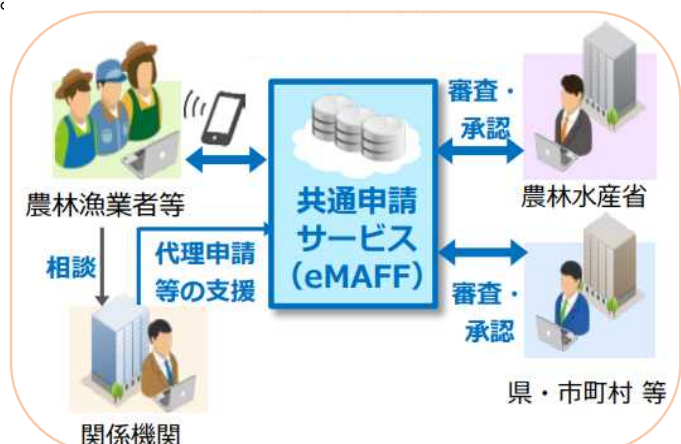 。
審査・
承認
共通申請
サービス
（eMAFF）
農林漁業者等
農林水産省
相談
代理申請
等の支援
審査・
承認
県・市町村 等
関係機関